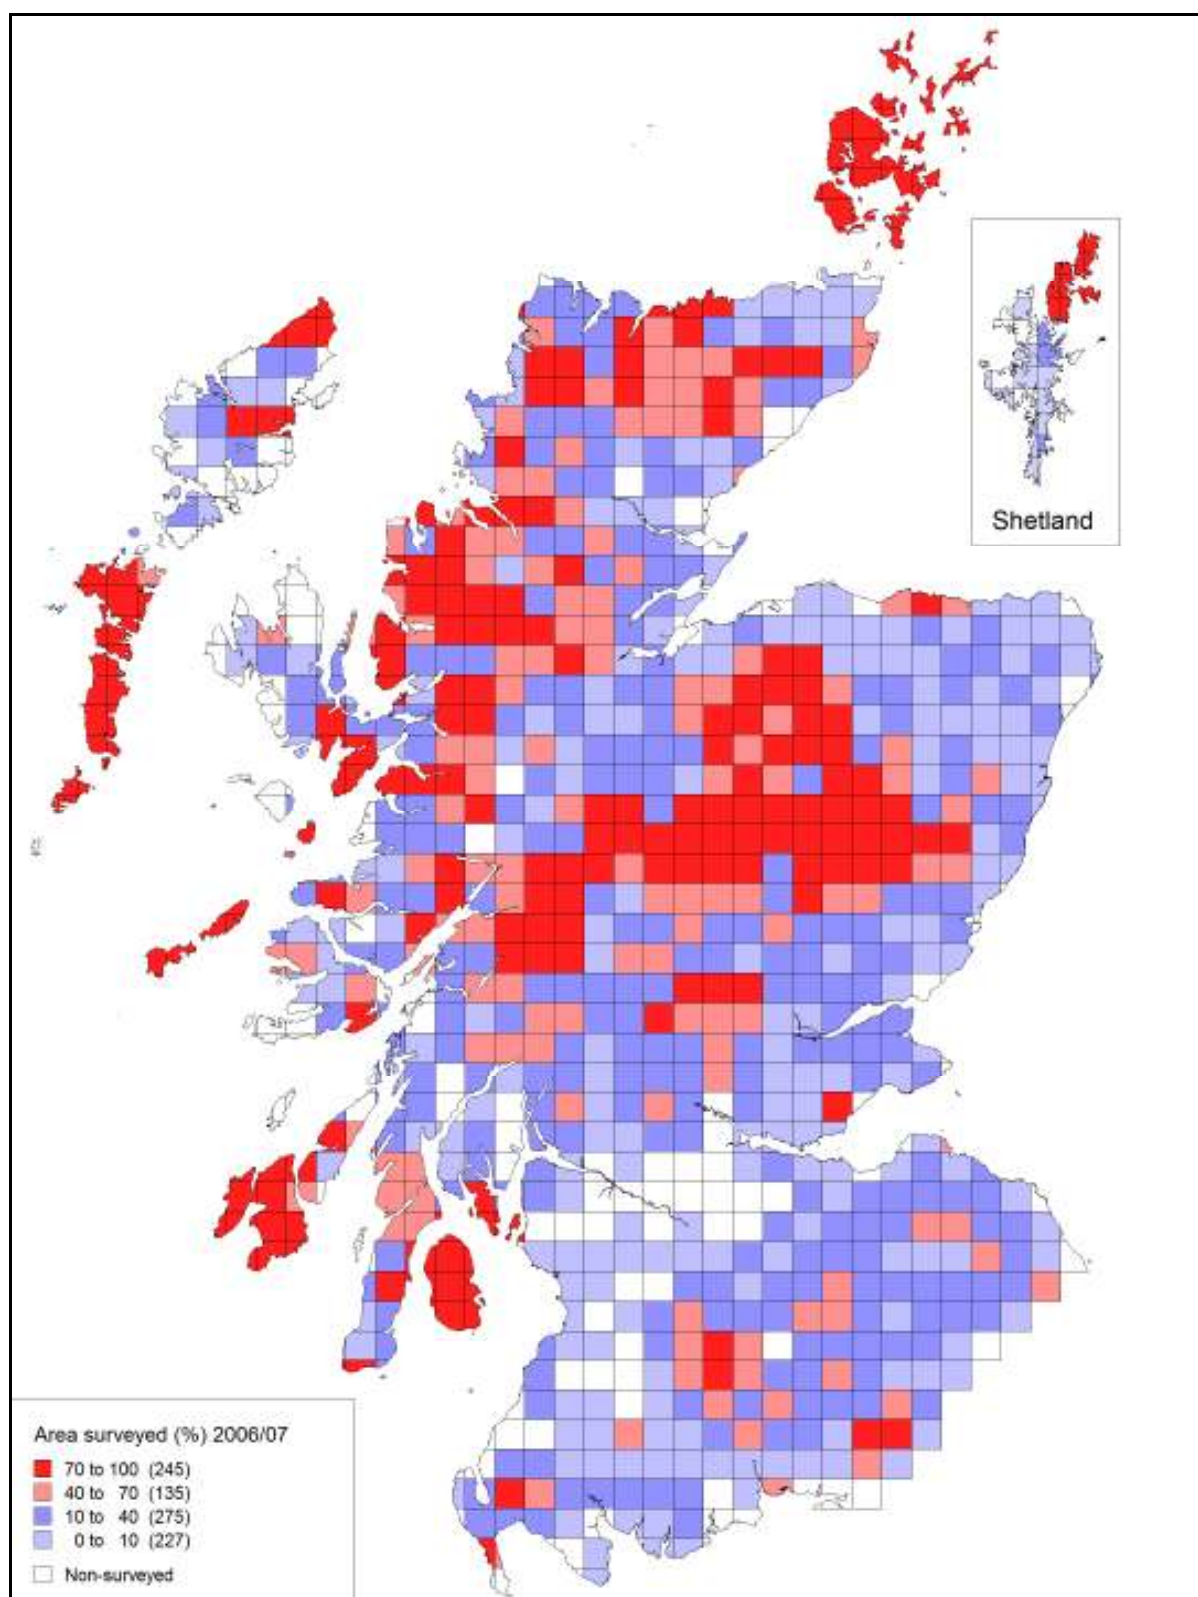 Shetland
Area surveyed (%) 2006/07
70 to 100 (245)
40 to 70 (135)
10 to 40 (275)
0 to 10 (227)
Non-surveyed